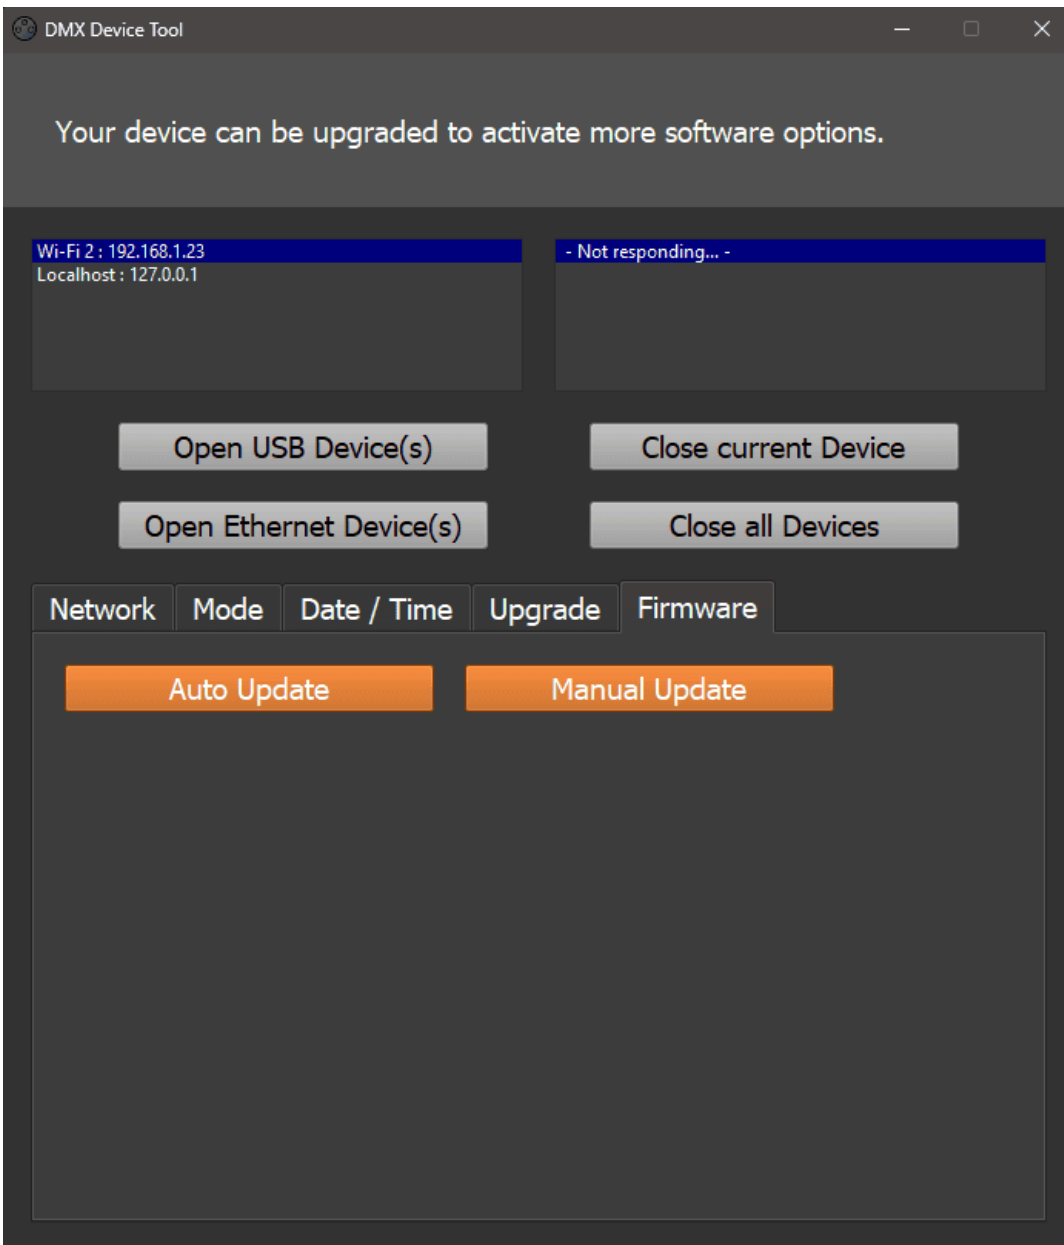 DMX Device Tool
Your device can be upgraded to activate more software options.
Wi-Fi 2 : 192.168.1.23
Localhost : 127.0.0.1
- Not responding... -
Open USB Device(s)
Close current Device
Open Ethernet Device(s)
Close all Devices
Network Mode Date / Time Upgrade Firmware
Auto Update Manual Update